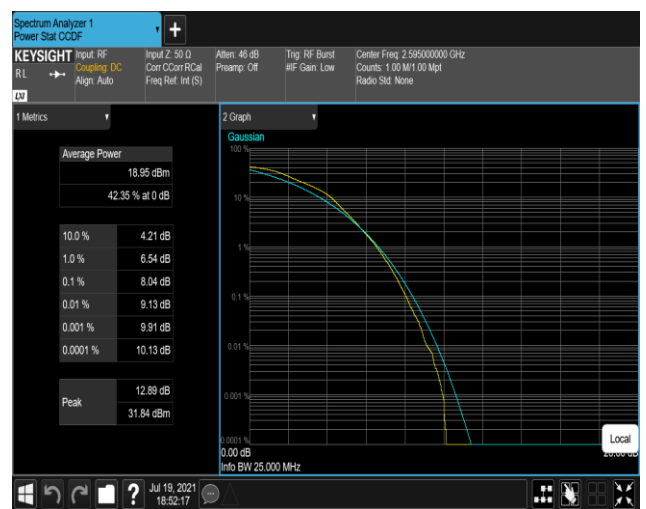 Spectrum Analyzer 1
Power Stat CCDF
+
KEYSIGHT
RL
LXI
Input: RF
Coupling: DC
Align: Auto
Input Z: 50 Ω
Corr CCorr RCal
Freq Ref: Int (S)
Atten: 46 dB
Preamp: Off
Trig: RF Burst
#IF Gain: Low
Center Freq: 2.595000000 GHz
Counts: 1.00 M/1.00 Mpt
Radio Std: None
1 Metrics
Average Power
18.95 dBm
42.35 % at 0 dB
10.0 % 4.21 dB
1.0 % 6.54 dB
0.1 % 8.04 dB
0.01 % 9.13 dB
0.001 % 9.91 dB
0.0001 % 10.13 dB
Peak
12.89 dB
31.84 dBm
2 Graph
Gaussian
100 %
10 %
1 %
0.1 %
0.01 %
0.001 %
0.0001 %
0.00 dB
Info BW 25.000 MHz
Local
?
Jul 19, 2021
18:52:17